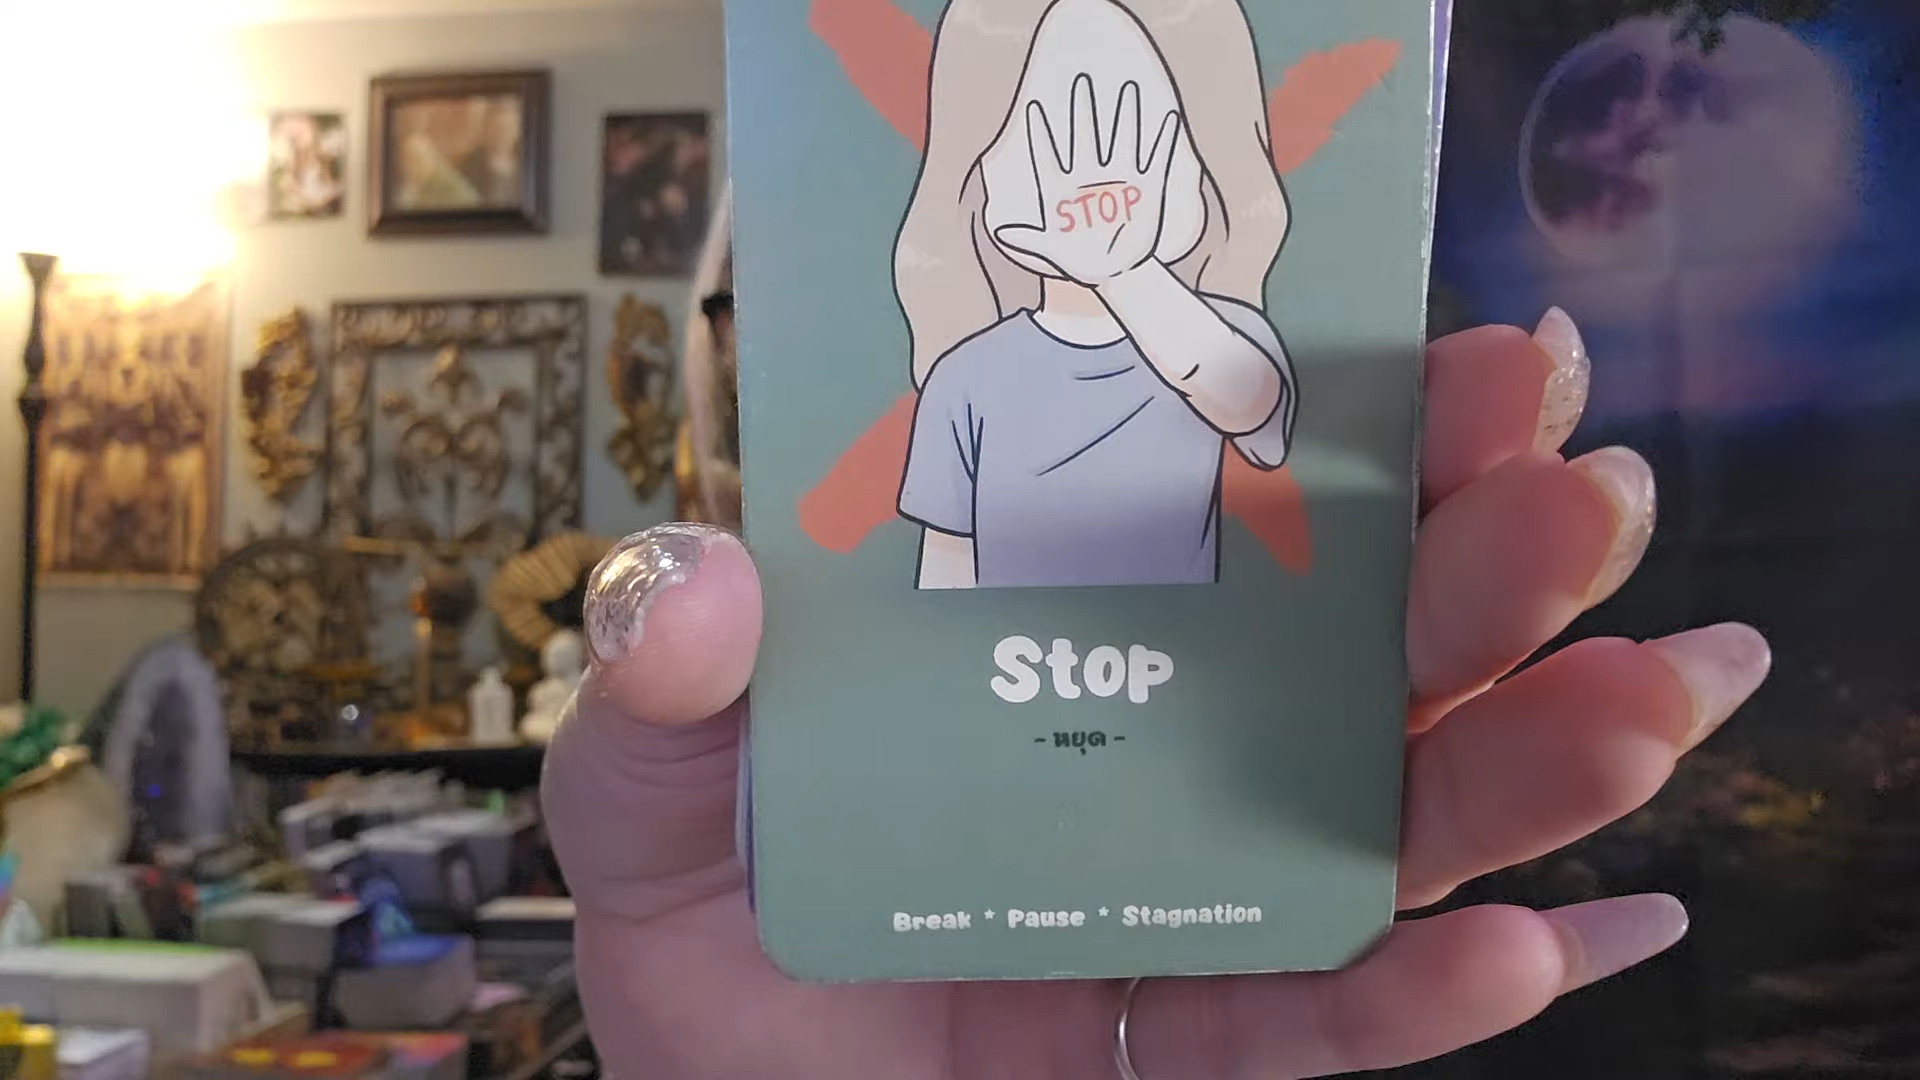 STOP
Stop
- หยุด -
Break * Pause * Stagnation